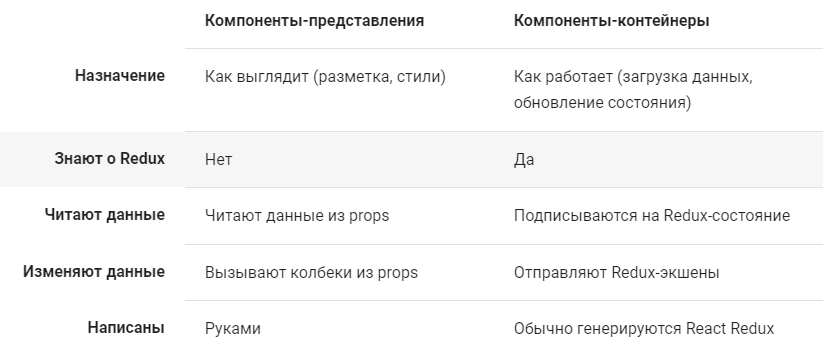 Компоненты-представления Компоненты-контейнеры
Назначение Как выглядит (разметка, стили) Как работает (загрузка данных,
обновление состояния)
Знают о Redux Нет Да
Читают данные Читают данные из props Подписываются на Redux-состояние
Изменяют данные Вызывают колбеки из props Отправляют Redux-экшены
Написаны Руками Обычно генерируются React Redux